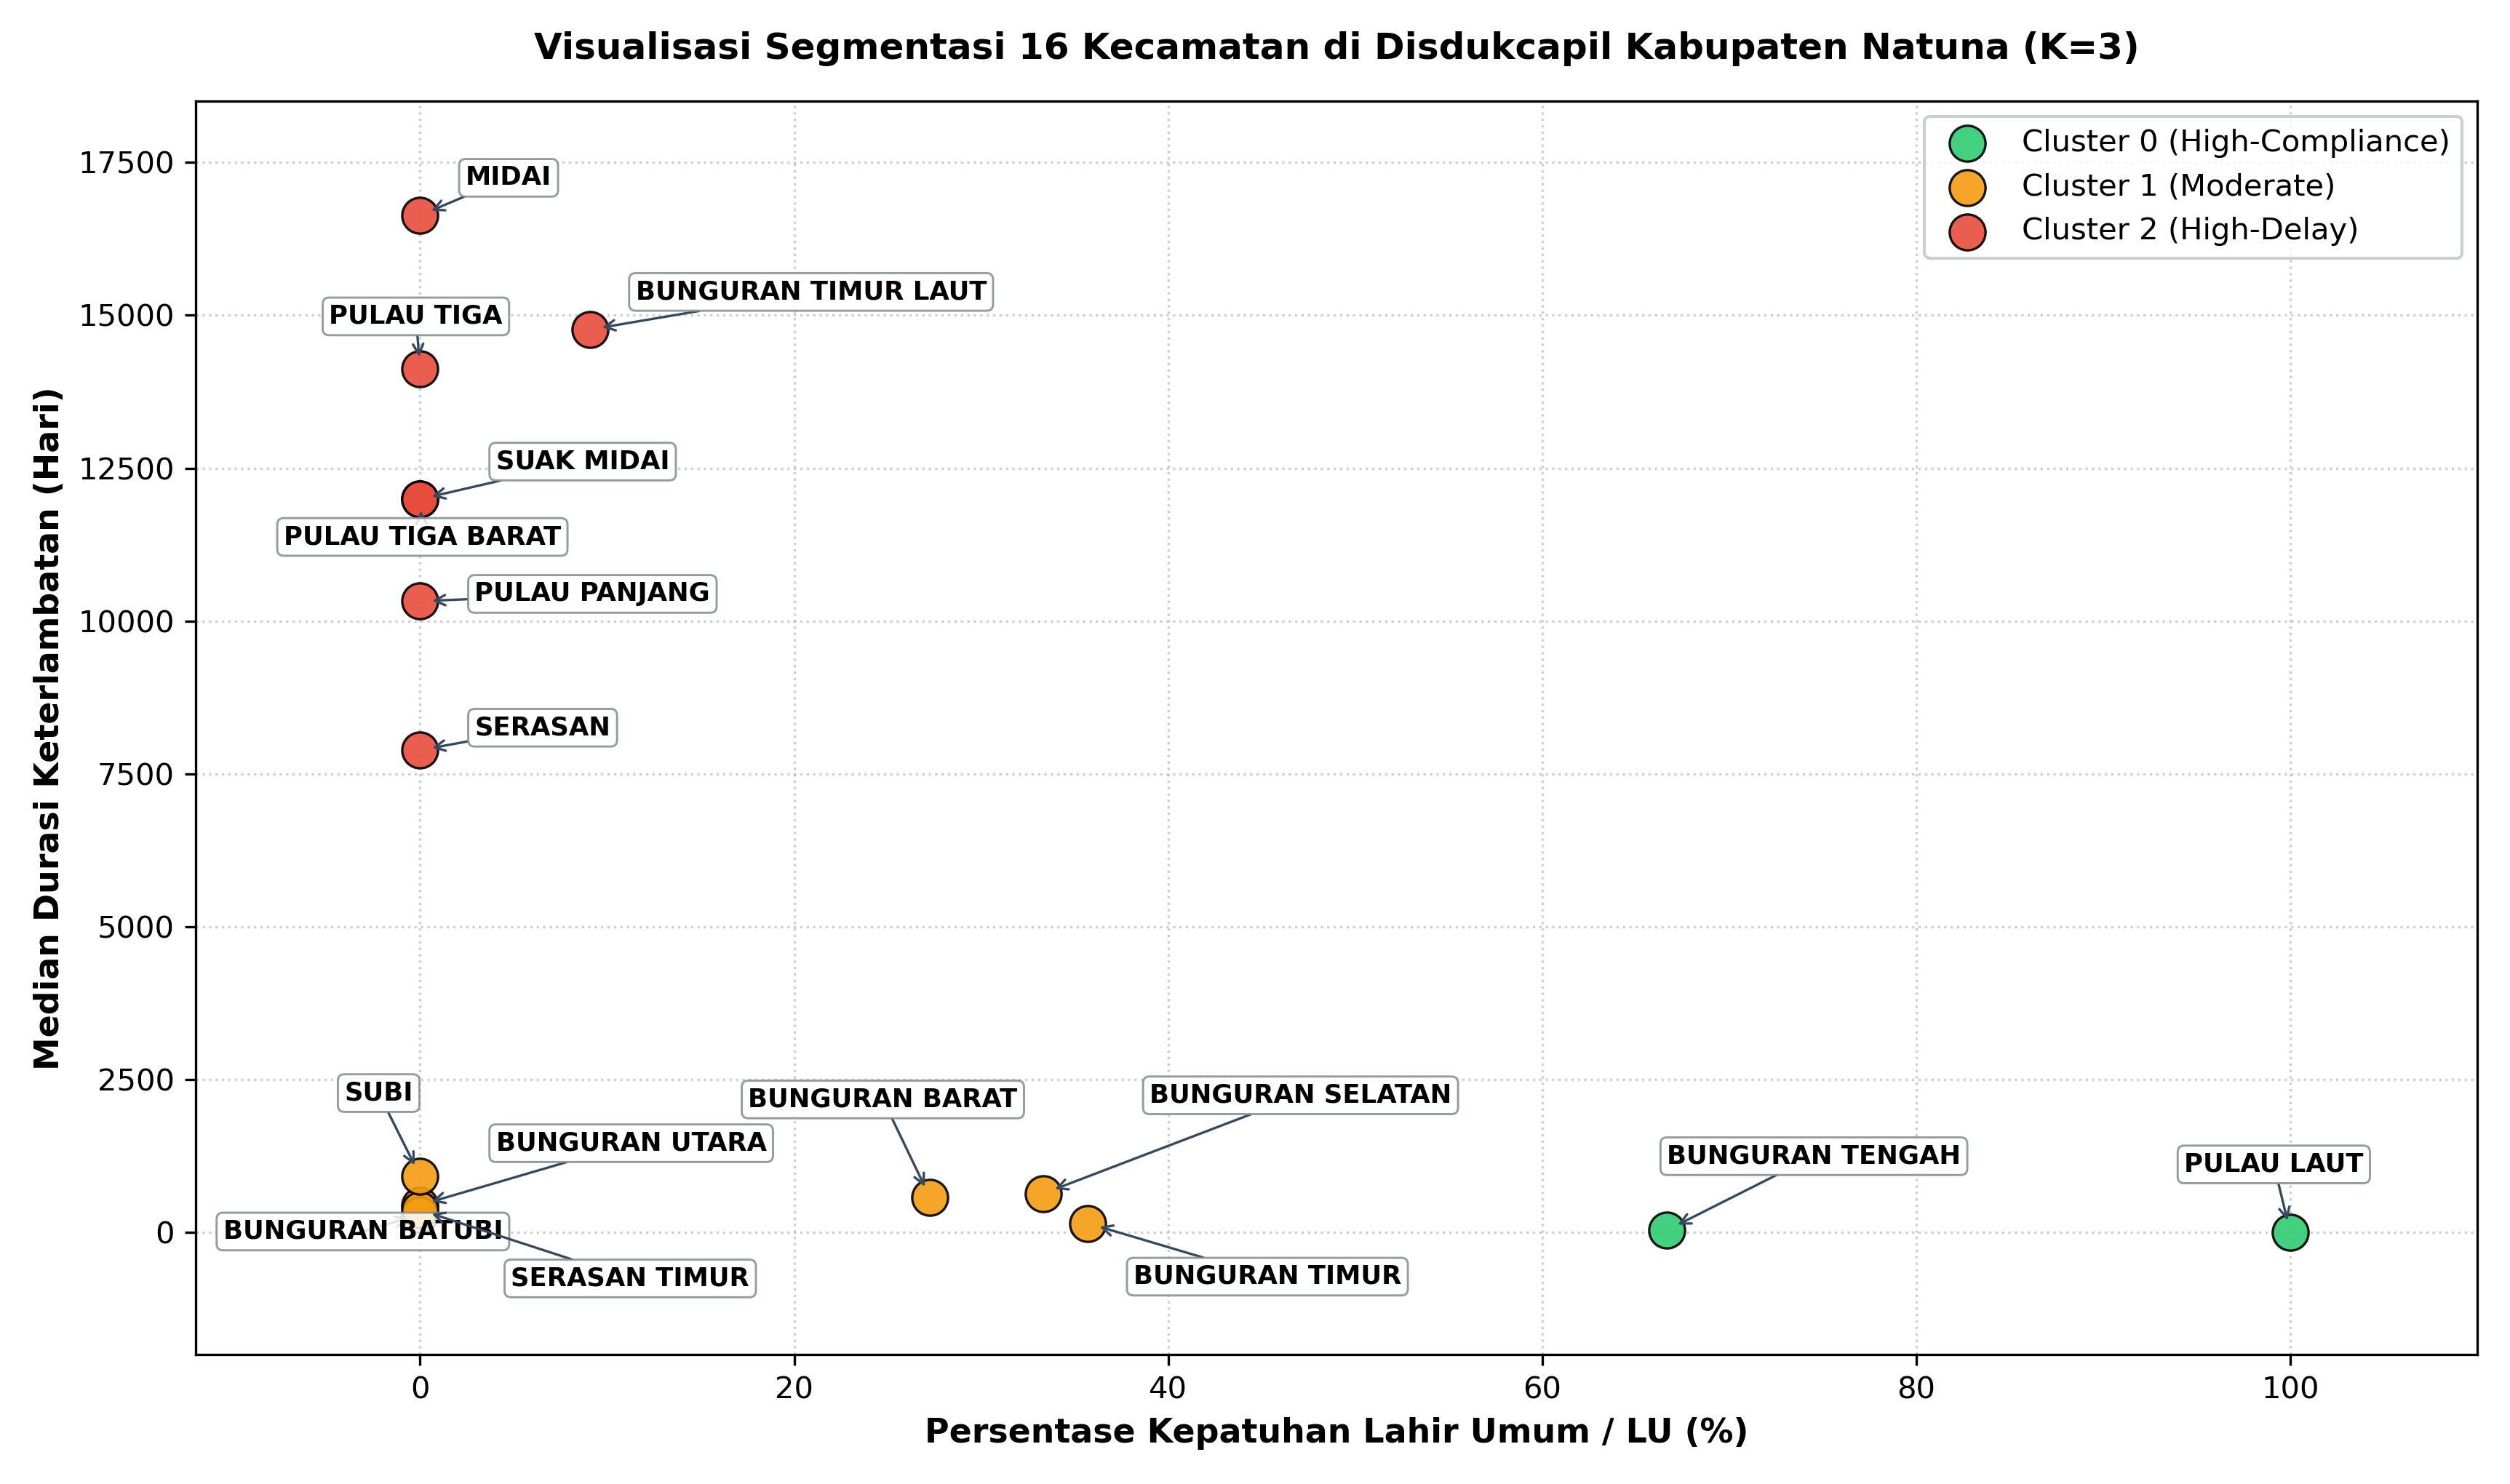 Visualisasi Segmentasi 16 Kecamatan di Disdukcapil Kabupaten Natuna (K=3)
Cluster 0 (High-Compliance)
Cluster 1 (Moderate)
Cluster 2 (High-Delay)
Median Durasi Keterlambatan (Hari)
17500
15000
12500
10000
7500
5000
2500
0
MIDAI
BUNGURAN TIMUR LAUT
PULAU TIGA
SUAK MIDAI
PULAU TIGA BARAT
PULAU PANJANG
SERASAN
SUBI
BUNGURAN BARAT
BUNGURAN SELATAN
BUNGURAN UTARA
BUNGURAN TENGAH
PULAU LAUT
BUNGURAN BATUBI
SERASAN TIMUR
BUNGURAN TIMUR
0
20
40
60
80
100
Persentase Kepatuhan Lahir Umum / LU (%)